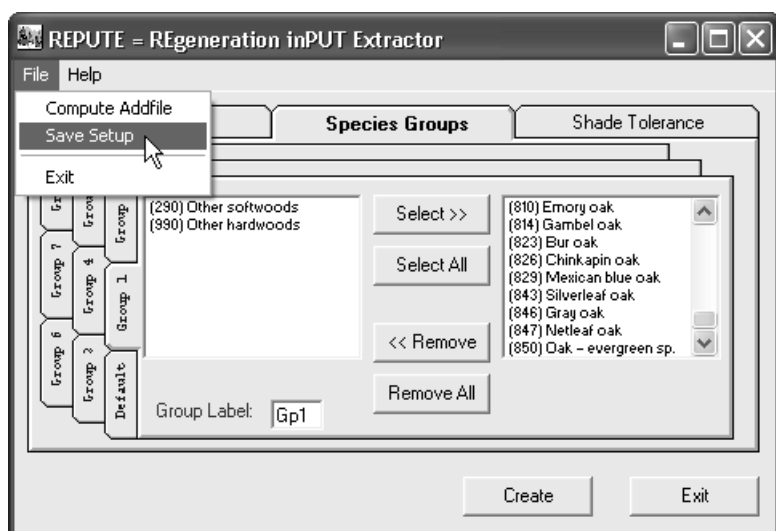 REPUTE = REgeneration inPUT Extractor
File Help
Compute Addfile
Save Setup
Exit
Species Groups
Shade Tolerance
Group
Group 7
Group 4
Group 1
Group 6
Default
(290) Other softwoods
(990) Other hardwoods
Select >>
Select All
<< Remove
Remove All
(810) Emory oak
(814) Gambel oak
(823) Bur oak
(826) Chinkapin oak
(829) Mexican blue oak
(843) Silverleaf oak
(846) Gray oak
(847) Netleaf oak
(850) Oak – evergreen sp.
Group Label: Gp1
Create
Exit